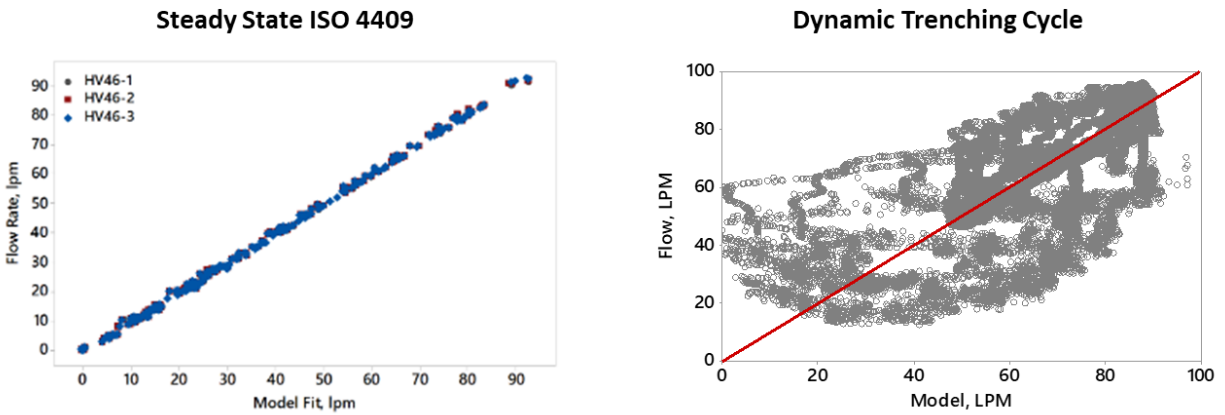 Steady State ISO 4409
HV46-1
HV46-2
HV46-3
90
80
70
60
50
40
30
20
10
0
Flow Rate, lpm
0 10 20 30 40 50 60 70 80 90
Model Fit, lpm
Dynamic Trenching Cycle
100
80
60
40
20
0
Flow, LPM
0 20 40 60 80 100
Model, LPM